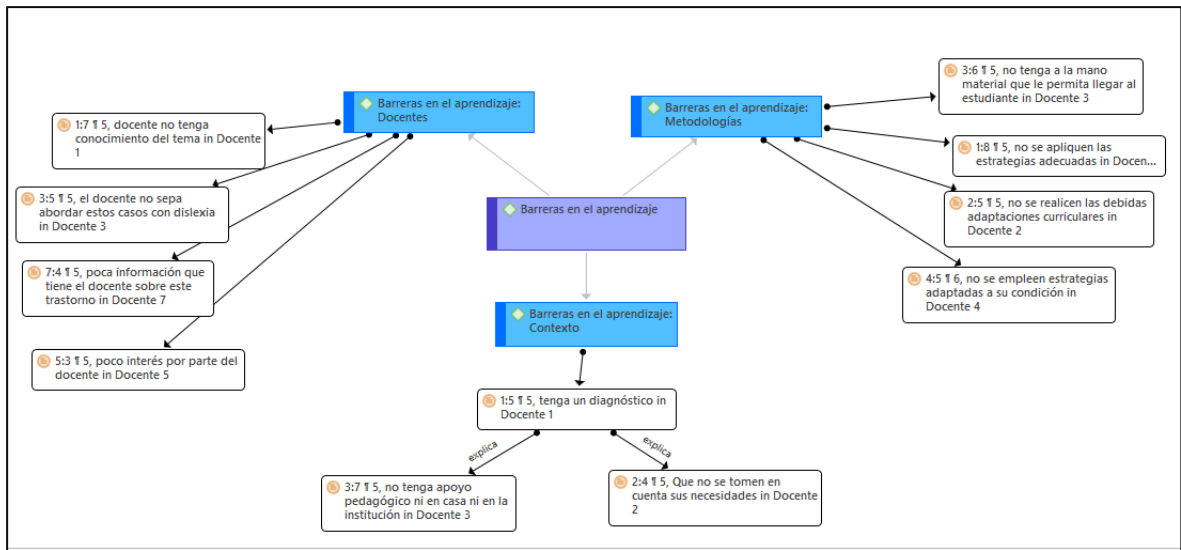 Barreras en el aprendizaje:
Docentes
1:7 ¶ 5, docente no tenga
conocimiento del tema in Docente
1
3:5 ¶ 5, el docente no sepa
abordar estos casos con dislexia
in Docente 3
7:4 ¶ 5, poca información que
tiene el docente sobre este
trastorno in Docente 7
5:3 ¶ 5, poco interés por parte del
docente in Docente 5
Barreras en el aprendizaje:
Metodologías
3:6 ¶ 5, no tenga a la mano
material que le permita llegar al
estudiante in Docente 3
1:8 ¶ 5, no se apliquen las
estrategias adecuadas in Docen...
2:5 ¶ 5, no se realicen las debidas
adaptaciones curriculares in
Docente 2
4:5 ¶ 6, no se empleen estrategias
adaptadas a su condición in
Docente 4
Barreras en el aprendizaje
Barreras en el aprendizaje:
Contexto
1:5 ¶ 5, tenga un diagnóstico in
Docente 1
explica
explica
3:7 ¶ 5, no tenga apoyo
pedagógico ni en casa ni en la
institución in Docente 3
2:4 ¶ 5, Que no se tomen en
cuenta sus necesidades in Docente
2